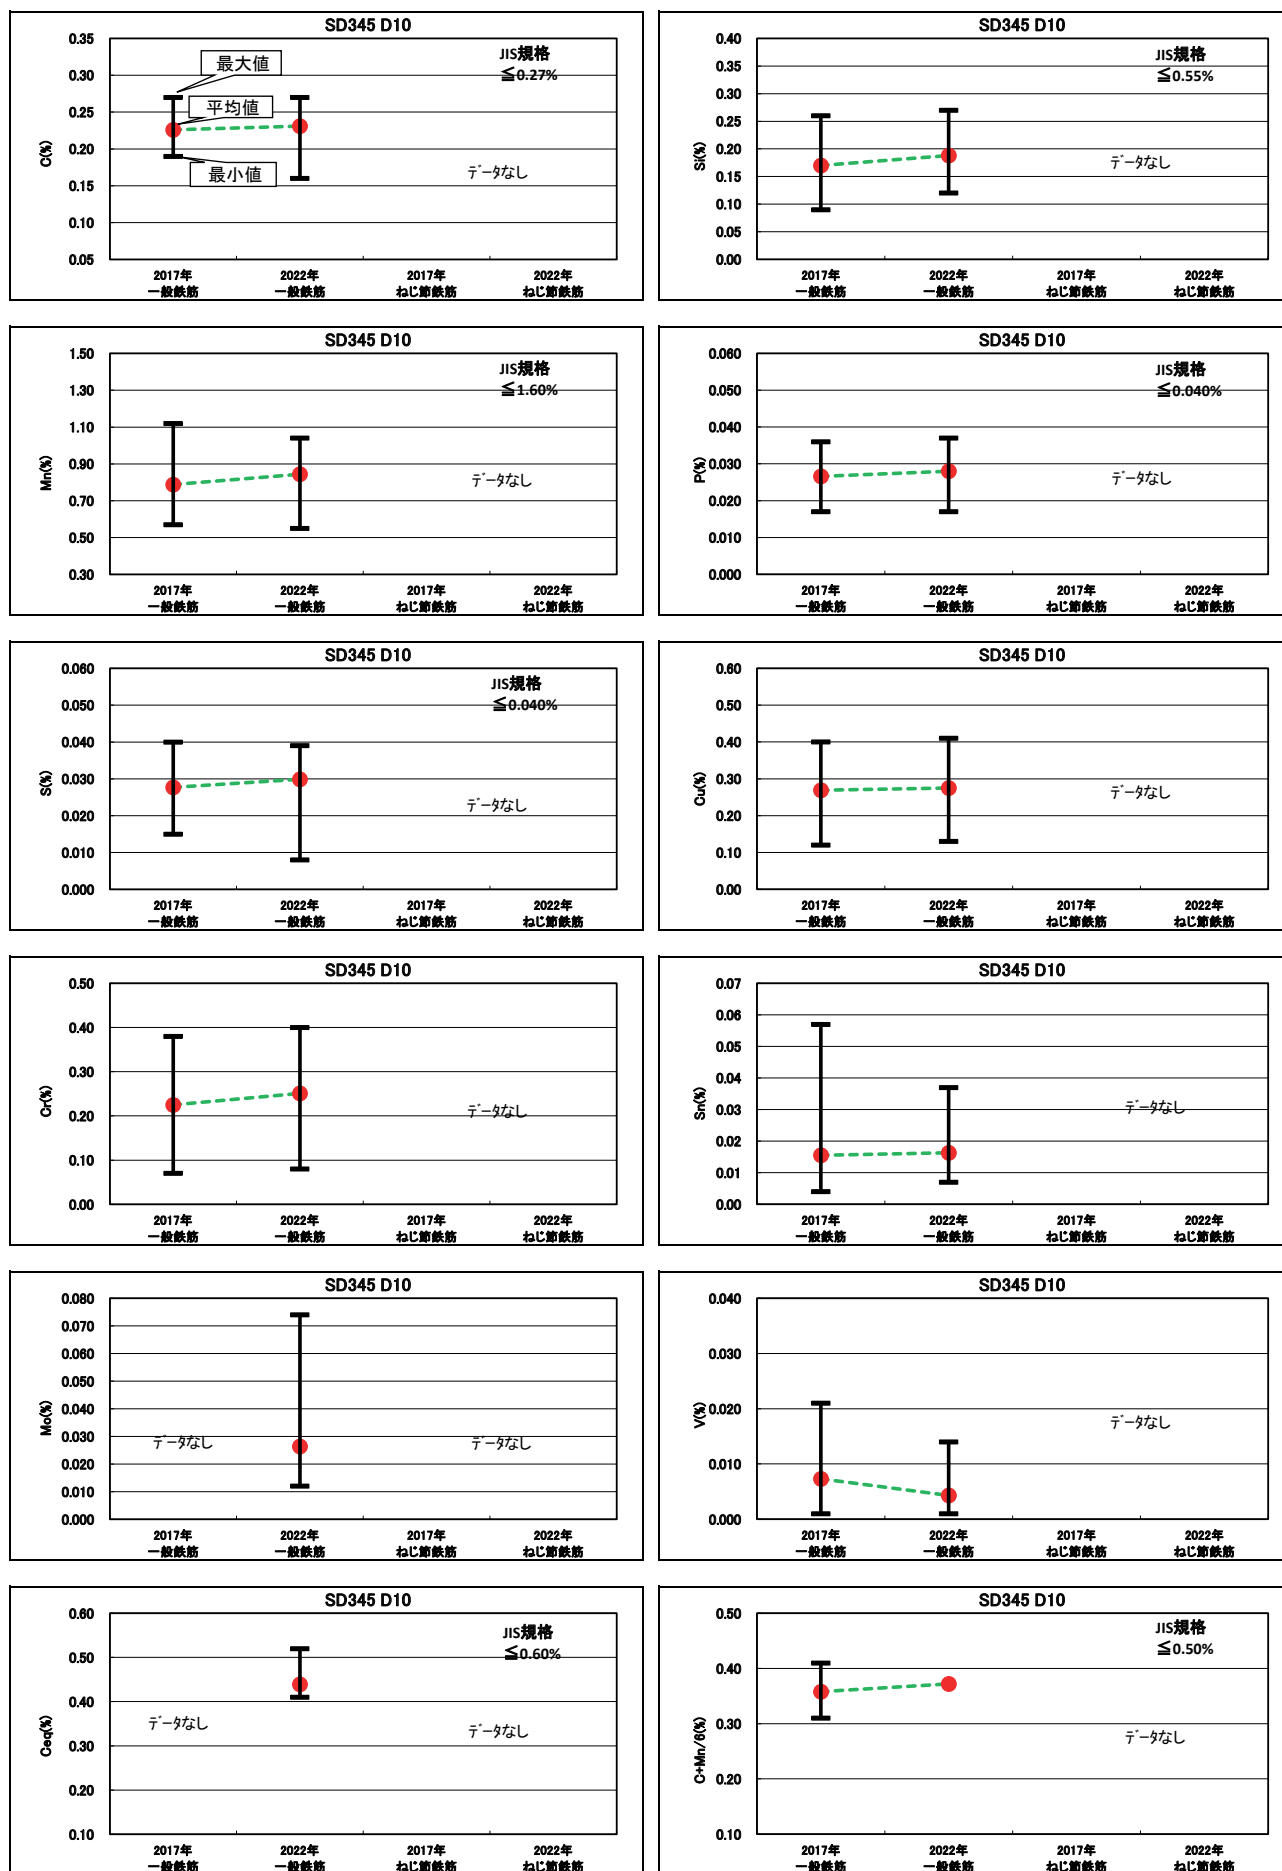 SD345 D10
JIS規格
≦0.27%
0.35
0.30
0.25
0.20
0.15
0.10
0.05
C(%)
最大値
平均値
最小値
データなし
2017年
一般鉄筋
2022年
一般鉄筋
2017年
ねじ節鉄筋
2022年
ねじ節鉄筋
SD345 D10
JIS規格
≦0.55%
0.40
0.35
0.30
0.25
0.20
0.15
0.10
0.05
0.00
Si(%)
データなし
2017年
一般鉄筋
2022年
一般鉄筋
2017年
ねじ節鉄筋
2022年
ねじ節鉄筋
SD345 D10
JIS規格
≦1.60%
1.50
1.30
1.10
0.90
0.70
0.50
0.30
Mn(%)
データなし
2017年
一般鉄筋
2022年
一般鉄筋
2017年
ねじ節鉄筋
2022年
ねじ節鉄筋
SD345 D10
JIS規格
≦0.040%
0.060
0.050
0.040
0.030
0.020
0.010
0.000
P(%)
データなし
2017年
一般鉄筋
2022年
一般鉄筋
2017年
ねじ節鉄筋
2022年
ねじ節鉄筋
SD345 D10
JIS規格
≦0.040%
0.060
0.050
0.040
0.030
0.020
0.010
0.000
S(%)
データなし
2017年
一般鉄筋
2022年
一般鉄筋
2017年
ねじ節鉄筋
2022年
ねじ節鉄筋
SD345 D10
0.60
0.50
0.40
0.30
0.20
0.10
0.00
Cu(%)
データなし
2017年
一般鉄筋
2022年
一般鉄筋
2017年
ねじ節鉄筋
2022年
ねじ節鉄筋
SD345 D10
0.50
0.40
0.30
0.20
0.10
0.00
Cr(%)
データなし
2017年
一般鉄筋
2022年
一般鉄筋
2017年
ねじ節鉄筋
2022年
ねじ節鉄筋
SD345 D10
0.07
0.06
0.05
0.04
0.03
0.02
0.01
0.00
Sn(%)
データなし
2017年
一般鉄筋
2022年
一般鉄筋
2017年
ねじ節鉄筋
2022年
ねじ節鉄筋
SD345 D10
0.080
0.070
0.060
0.050
0.040
0.030
0.020
0.010
0.000
Mo(%)
データなし
データなし
2017年
一般鉄筋
2022年
一般鉄筋
2017年
ねじ節鉄筋
2022年
ねじ節鉄筋
SD345 D10
0.040
0.030
0.020
0.010
0.000
V(%)
データなし
2017年
一般鉄筋
2022年
一般鉄筋
2017年
ねじ節鉄筋
2022年
ねじ節鉄筋
SD345 D10
JIS規格
≦0.60%
0.60
0.50
0.40
0.30
0.20
0.10
Ceq(%)
データなし
データなし
2017年
一般鉄筋
2022年
一般鉄筋
2017年
ねじ節鉄筋
2022年
ねじ節鉄筋
SD345 D10
JIS規格
≦0.50%
0.50
0.40
0.30
0.20
0.10
C+Mn/6(%)
データなし
2017年
一般鉄筋
2022年
一般鉄筋
2017年
ねじ節鉄筋
2022年
ねじ節鉄筋